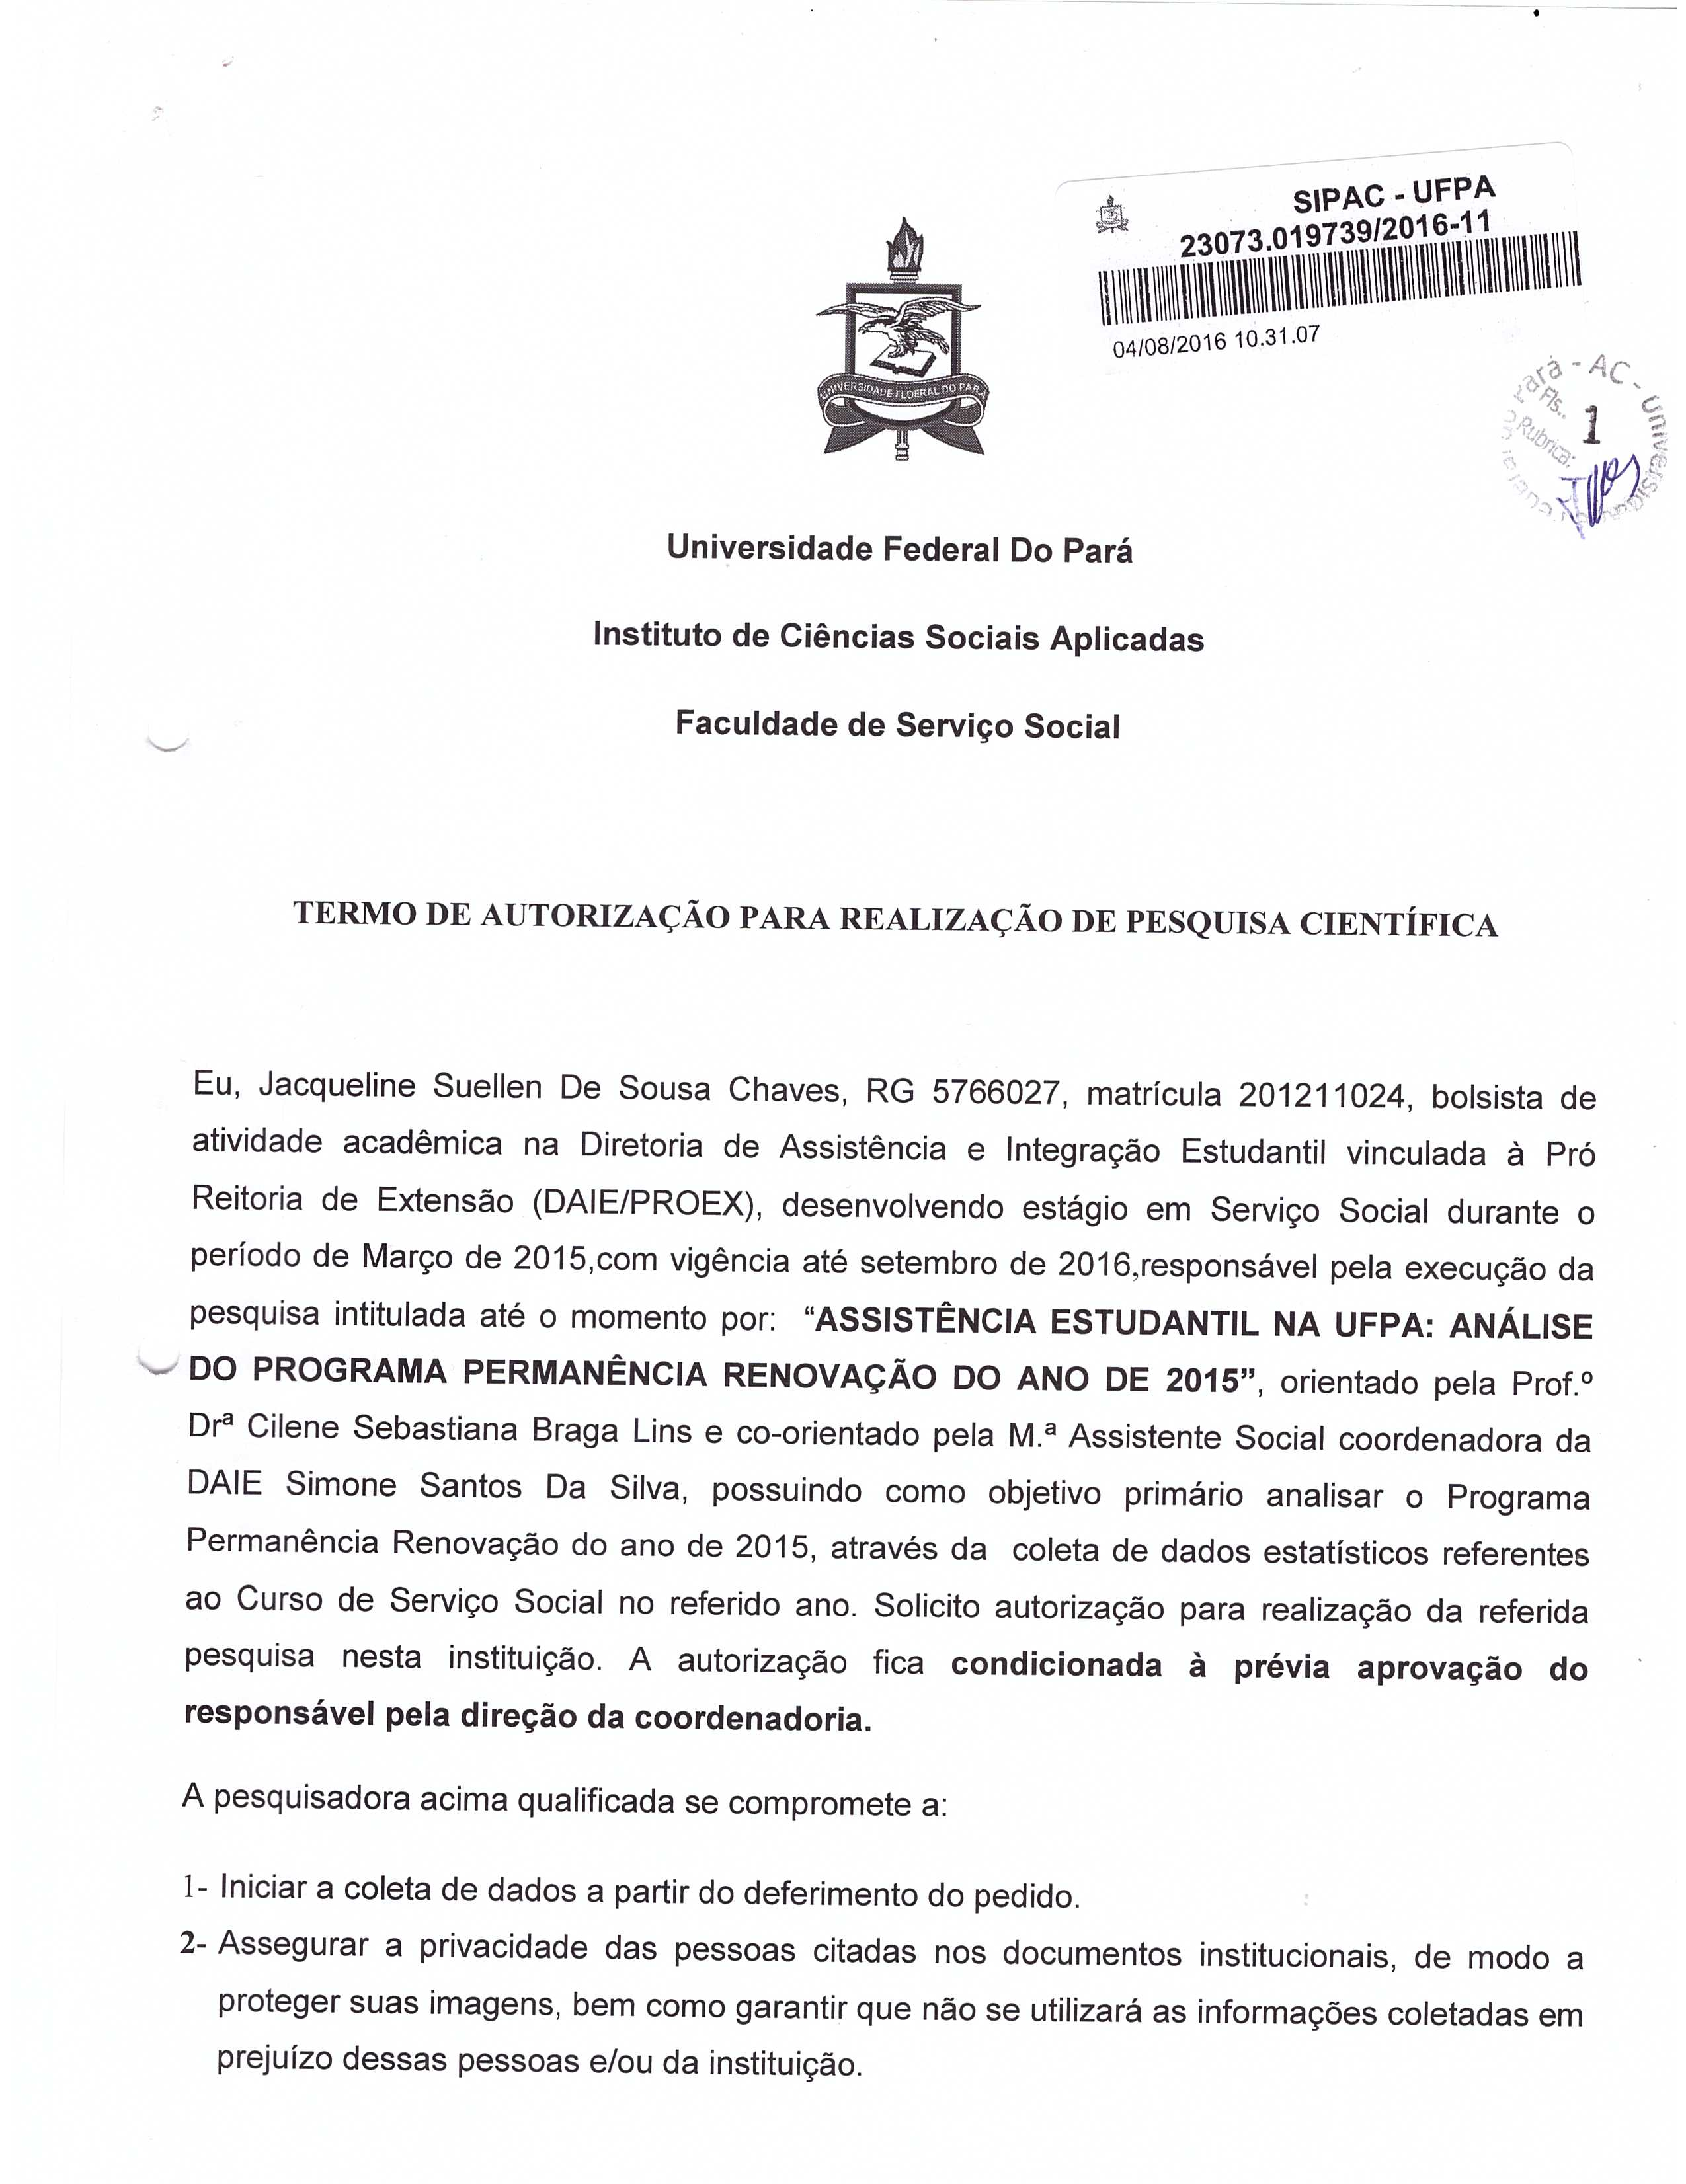 SIPAC - UFPA
23073.019739/2016-11
04/08/2016 10.31.07
Pará - AC - Universidade
Fls.. 1
Rubrica:
UNIVERSIDADE FEDERAL DO PARÁ
Universidade Federal Do Pará
Instituto de Ciências Sociais Aplicadas
Faculdade de Serviço Social
TERMO DE AUTORIZAÇÃO PARA REALIZAÇÃO DE PESQUISA CIENTÍFICA
Eu, Jacqueline Suellen De Sousa Chaves, RG 5766027, matrícula 201211024, bolsista de
atividade acadêmica na Diretoria de Assistência e Integração Estudantil vinculada à Pró
Reitoria de Extensão (DAIE/PROEX), desenvolvendo estágio em Serviço Social durante o
período de Março de 2015,com vigência até setembro de 2016,responsável pela execução da
pesquisa intitulada até o momento por: “ASSISTÊNCIA ESTUDANTIL NA UFPA: ANÁLISE
DO PROGRAMA PERMANÊNCIA RENOVAÇÃO DO ANO DE 2015”, orientado pela Prof.º
Drª Cilene Sebastiana Braga Lins e co-orientado pela M.ª Assistente Social coordenadora da
DAIE Simone Santos Da Silva, possuindo como objetivo primário analisar o Programa
Permanência Renovação do ano de 2015, através da coleta de dados estatísticos referentes
ao Curso de Serviço Social no referido ano. Solicito autorização para realização da referida
pesquisa nesta instituição. A autorização fica condicionada à prévia aprovação do
responsável pela direção da coordenadoria.
A pesquisadora acima qualificada se compromete a:
1- Iniciar a coleta de dados a partir do deferimento do pedido.
2- Assegurar a privacidade das pessoas citadas nos documentos institucionais, de modo a
proteger suas imagens, bem como garantir que não se utilizará as informações coletadas em
prejuízo dessas pessoas e/ou da instituição.